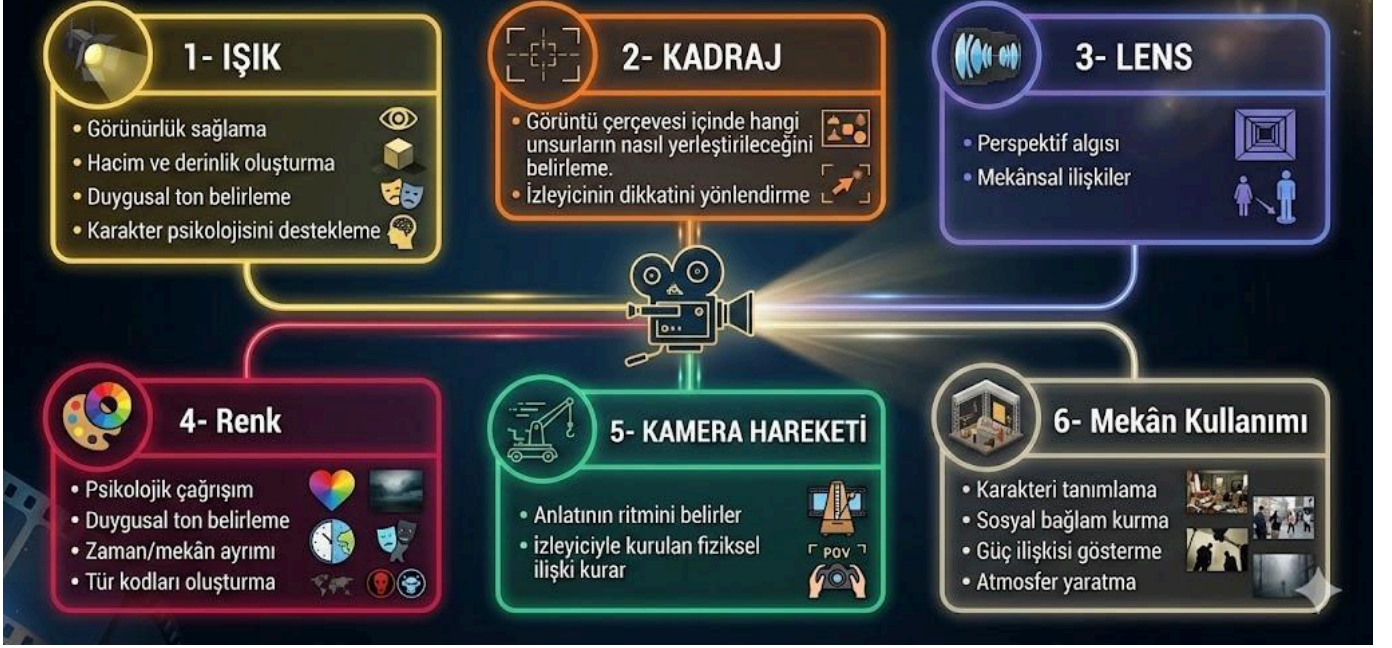 1- IŞIK
• Görünürlük sağlama
• Hacim ve derinlik oluşturma
• Duygusal ton belirleme
• Karakter psikolojisini destekleme
2- KADRAJ
• Görüntü çerçevesi içinde hangi
unsurların nasıl yerleştirileceğini
belirleme.
• İzleyicinin dikkatini yönlendirme
3- LENS
• Perspektif algısı
• Mekânsal ilişkiler
4- Renk
• Psikolojik çağrışım
• Duygusal ton belirleme
• Zaman/mekân ayrımı
• Tür kodları oluşturma
5- KAMERA HAREKETİ
• Anlatının ritmini belirler
• izleyiciyle kurulan fiziksel
ilişki kurar
POV
6- Mekân Kullanımı
• Karakteri tanımlama
• Sosyal bağlam kurma
• Güç ilişkisi gösterme
• Atmosfer yaratma